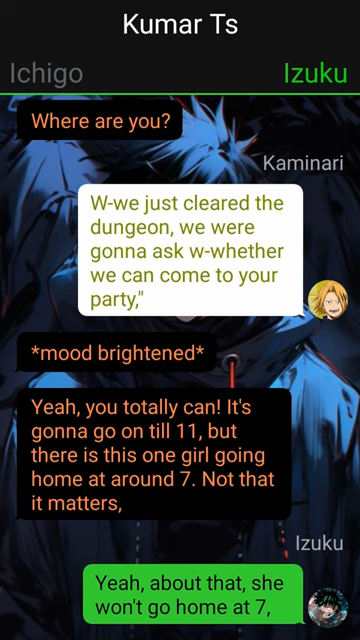 Kumar Ts
Ichigo
Izuku
Where are you?
Kaminari
W-we just cleared the
dungeon, we were
gonna ask w-whether
we can come to your
party,"
*mood brightened*
Yeah, you totally can! It's
gonna go on till 11, but
there is this one girl going
home at around 7. Not that
it matters,
Izuku
Yeah, about that, she
won't go home at 7,